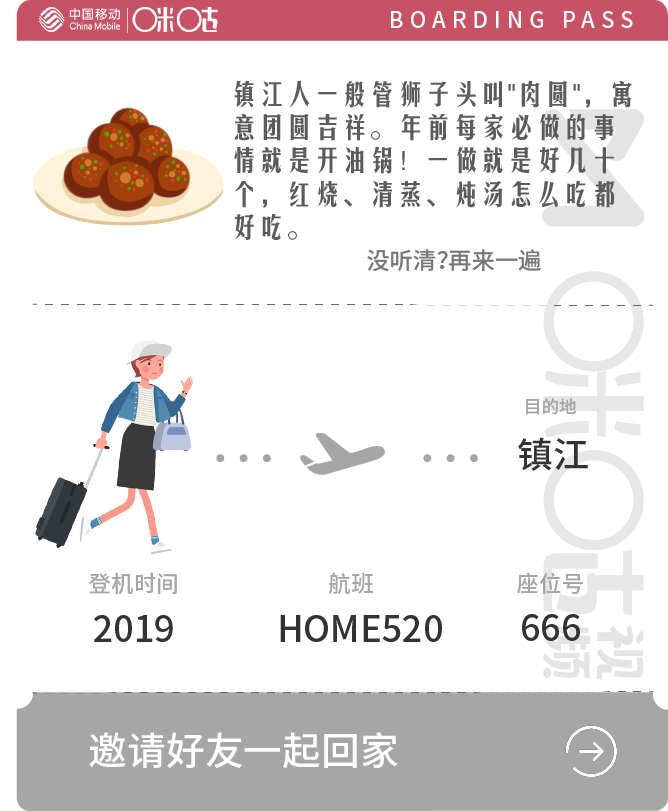 中国移动
China Mobile
咪咕
BOARDING PASS
镇江人一般管狮子头叫"肉圆"，寓
意团圆吉祥。年前每家必做的事
情就是开油锅！一做就是好几十
个，红烧、清蒸、炖汤怎么吃都
好吃。
没听清?再来一遍
咪咕视频
目的地
镇江
登机时间
航班
座位号
2019
HOME520
666
邀请好友一起回家